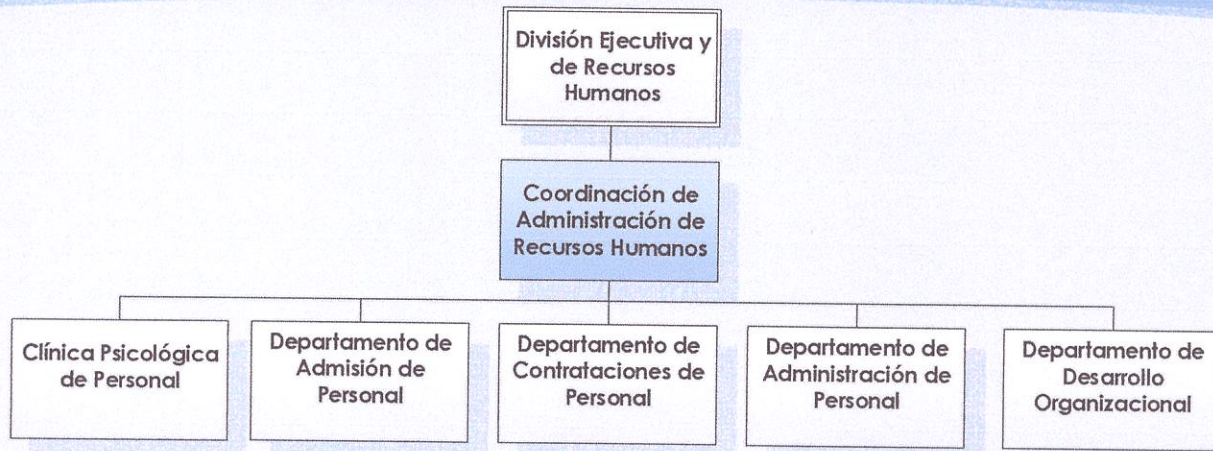 División Ejecutiva y
de Recursos
Humanos
Coordinación de
Administración de
Recursos Humanos
Clínica Psicológica
de Personal
Departamento de
Admisión de
Personal
Departamento de
Contrataciones de
Personal
Departamento de
Administración de
Personal
Departamento de
Desarrollo
Organizacional